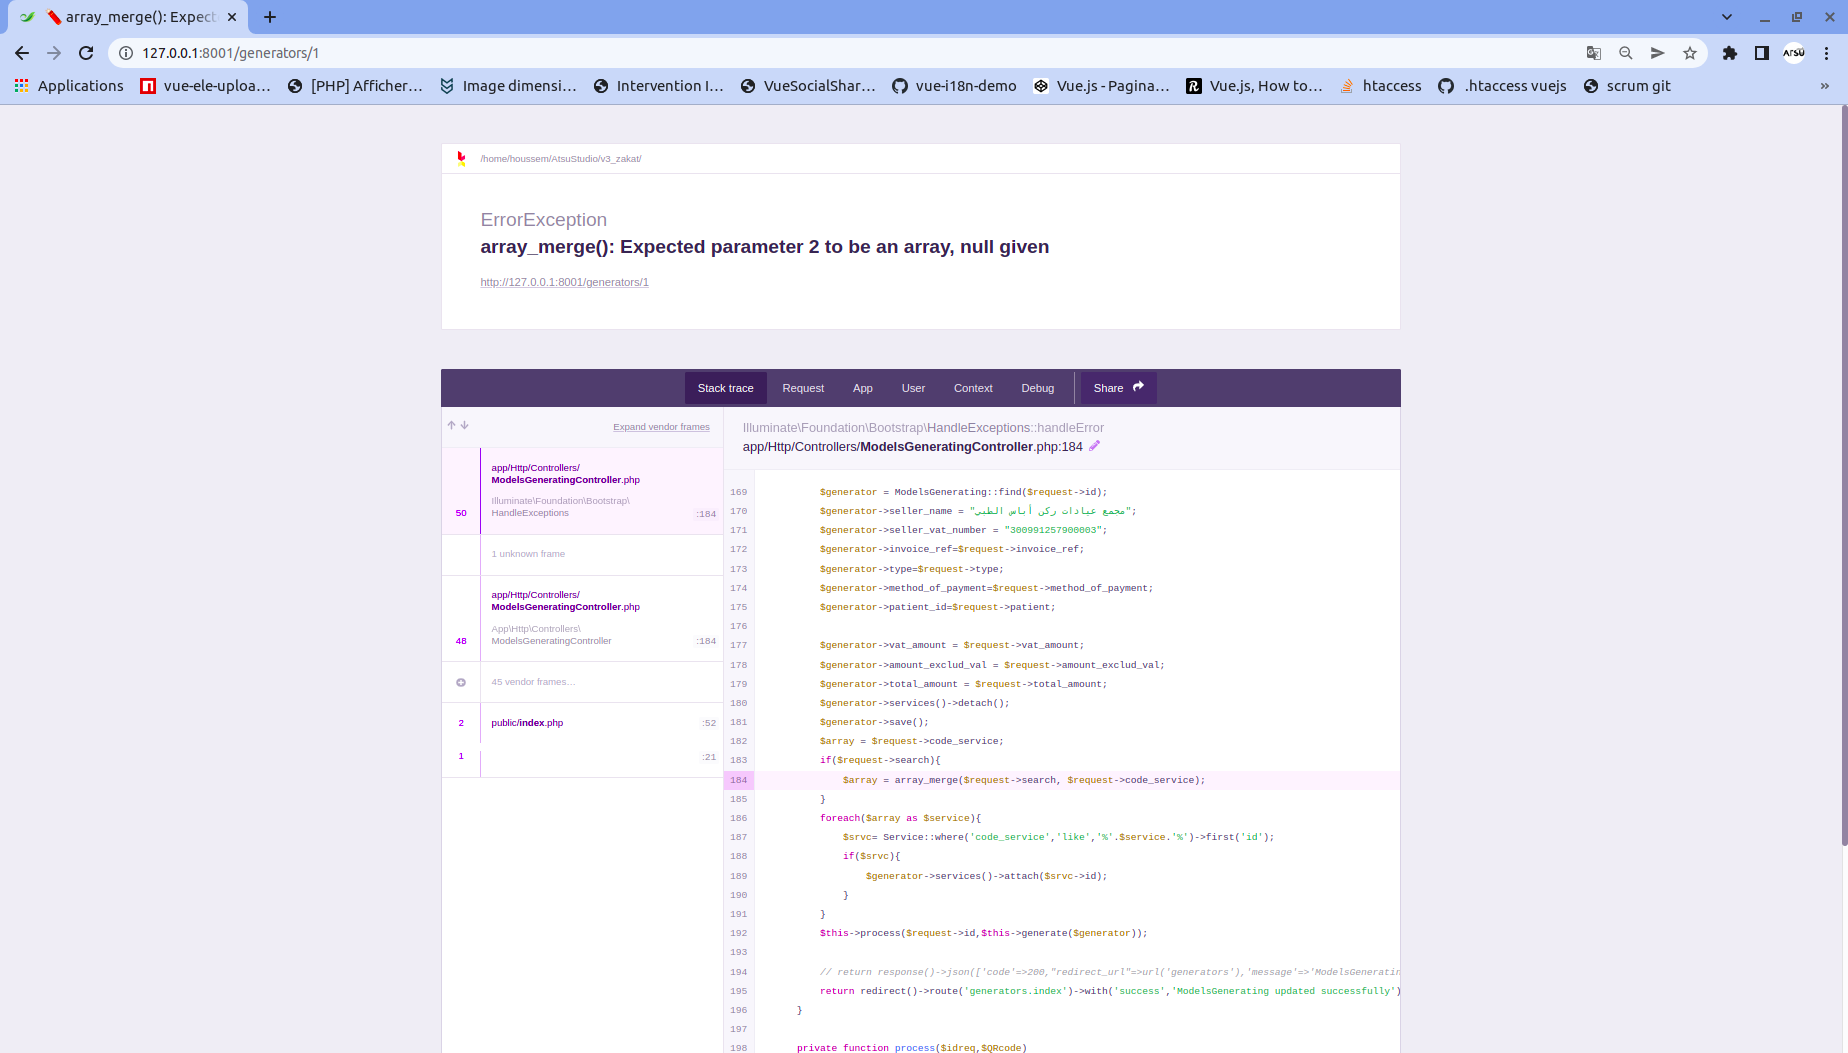 array_merge(): Expect
127.0.0.1:8001/generators/1
Applications
vue-ele-uploa…
[PHP] Afficher…
Image dimensi…
Intervention I…
VueSocialShar…
vue-i18n-demo
Vue.js - Pagina…
Vue.js, How to…
htaccess
.htaccess vuejs
scrum git
»
/home/houssem/AtsuStudio/v3_zakat/
ErrorException
array_merge(): Expected parameter 2 to be an array, null given
http://127.0.0.1:8001/generators/1
Stack trace
Request
App
User
Context
Debug
Share
Expand vendor frames
app/Http/Controllers/
ModelsGeneratingController.php
Illuminate\Foundation\Bootstrap\
50 HandleExceptions :184
1 unknown frame
app/Http/Controllers/
ModelsGeneratingController.php
App\Http\Controllers\
48 ModelsGeneratingController :184
45 vendor frames…
2 public/index.php :52
1 :21
Illuminate\Foundation\Bootstrap\HandleExceptions::handleError
app/Http/Controllers/ModelsGeneratingController.php:184
169 $generator = ModelsGenerating::find($request->id);
170 $generator->seller_name = "مجمع عيادات ركن أباس الطبي";
171 $generator->seller_vat_number = "300991257900003";
172 $generator->invoice_ref=$request->invoice_ref;
173 $generator->type=$request->type;
174 $generator->method_of_payment=$request->method_of_payment;
175 $generator->patient_id=$request->patient;
176
177 $generator->vat_amount = $request->vat_amount;
178 $generator->amount_exclud_val = $request->amount_exclud_val;
179 $generator->total_amount = $request->total_amount;
180 $generator->services()->detach();
181 $generator->save();
182 $array = $request->code_service;
183 if($request->search){
184 $array = array_merge($request->search, $request->code_service);
185 }
186 foreach($array as $service){
187 $srvc= Service::where('code_service','like','%'.$service.'%')->first('id');
188 if($srvc){
189 $generator->services()->attach($srvc->id);
190 }
191 }
192 $this->process($request->id,$this->generate($generator));
193
194 // return response()->json(['code'=>200,"redirect_url"=>url('generators'),'message'=>'ModelsGeneratin
195 return redirect()->route('generators.index')->with('success','ModelsGenerating updated successfully')
196 }
197
198 private function process($idreq,$QRcode)